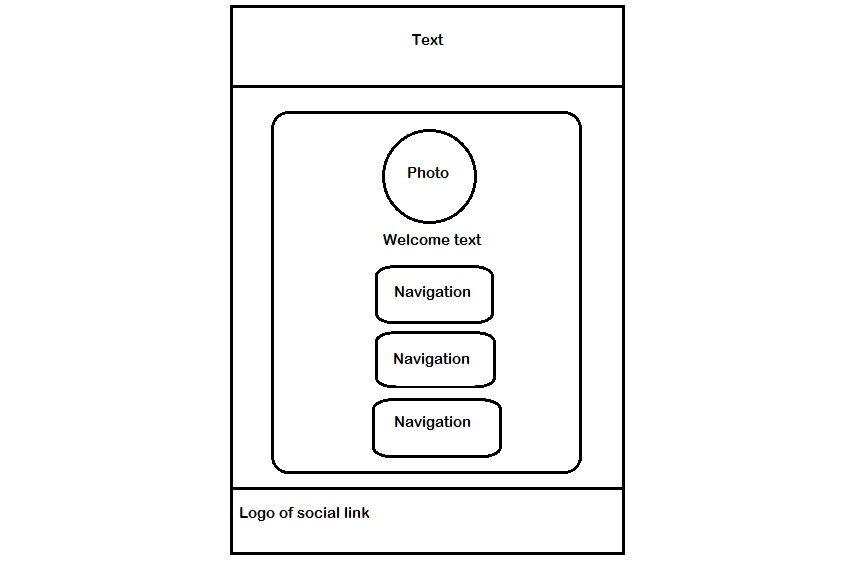 Text
Photo
Welcome text
Navigation
Navigation
Navigation
Logo of social link